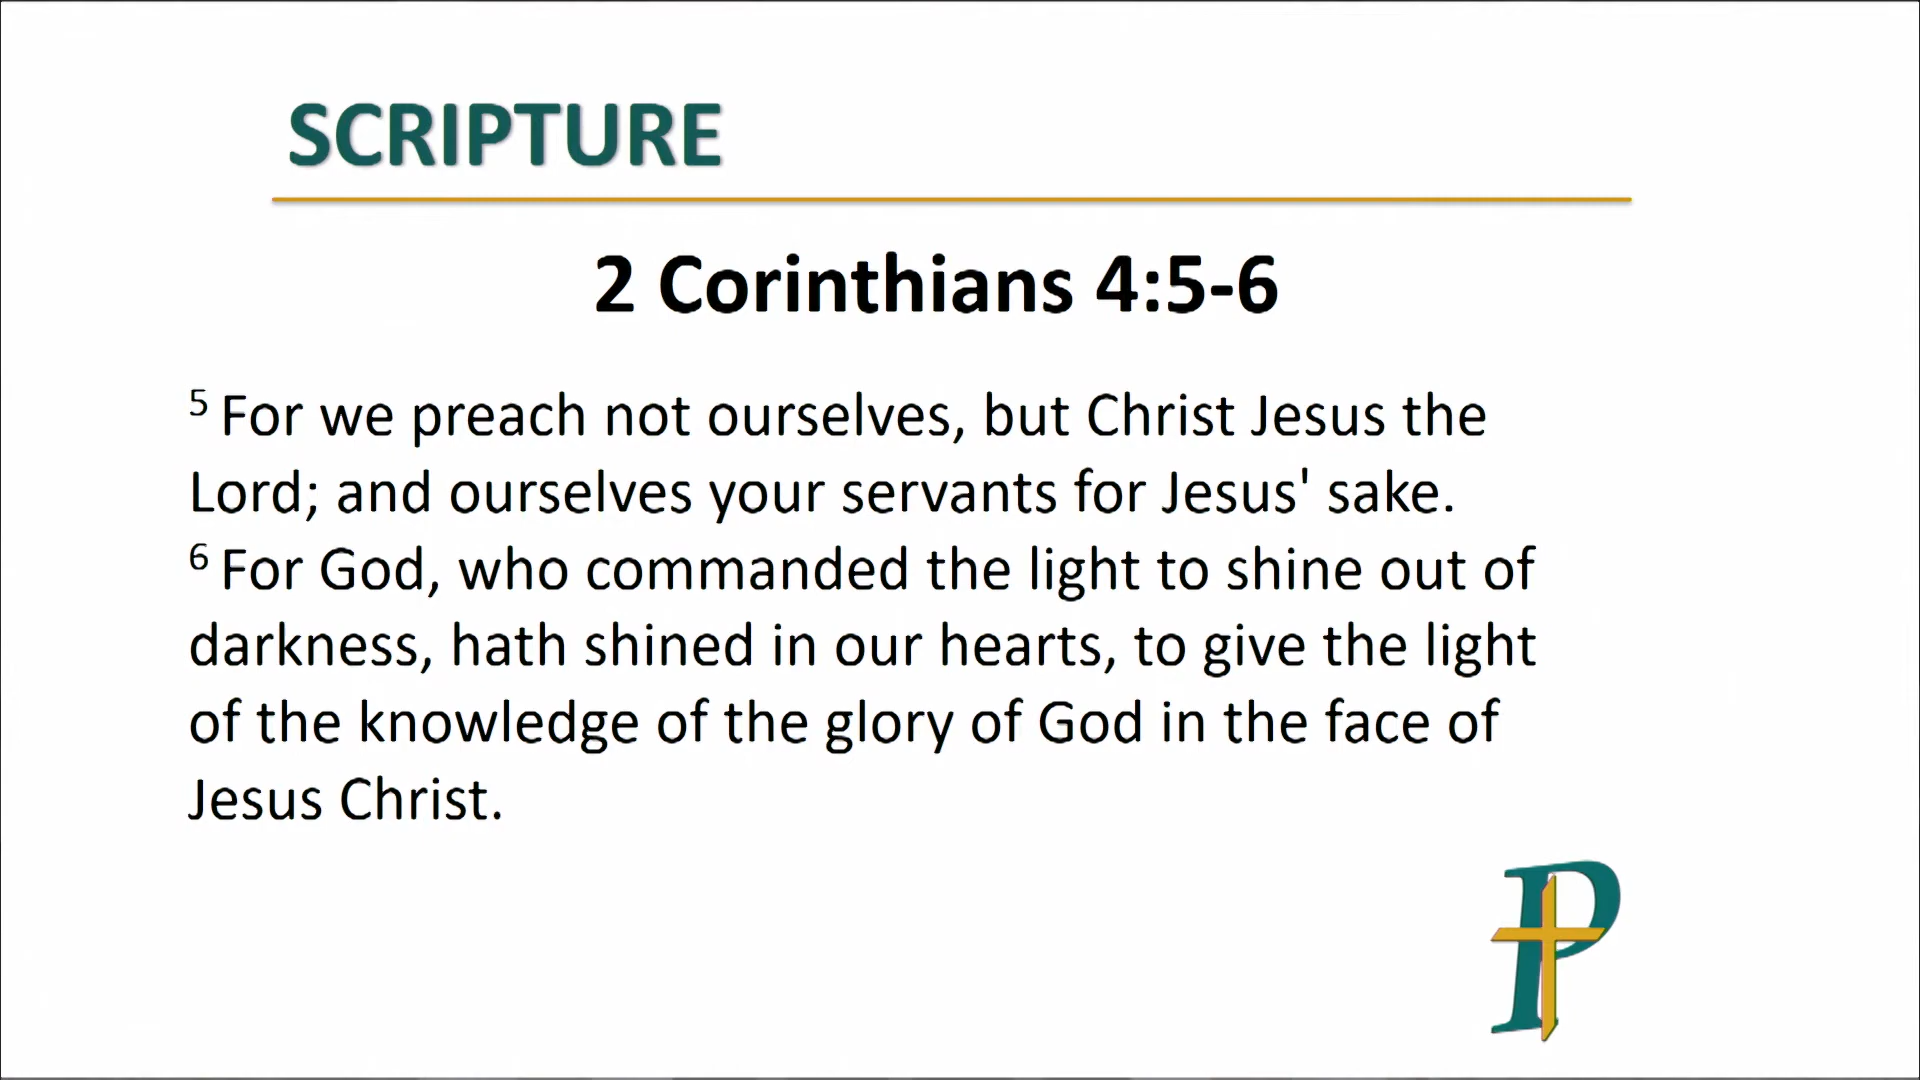 SCRIPTURE
2 Corinthians 4:5-6
5 For we preach not ourselves, but Christ Jesus the
Lord; and ourselves your servants for Jesus' sake.
6 For God, who commanded the light to shine out of
darkness, hath shined in our hearts, to give the light
of the knowledge of the glory of God in the face of
Jesus Christ.
P